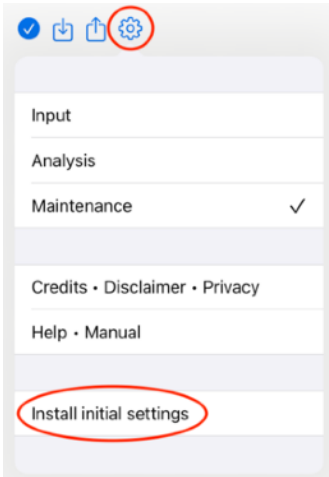 Input
Analysis
Maintenance
Credits • Disclaimer • Privacy
Help • Manual
Install initial settings